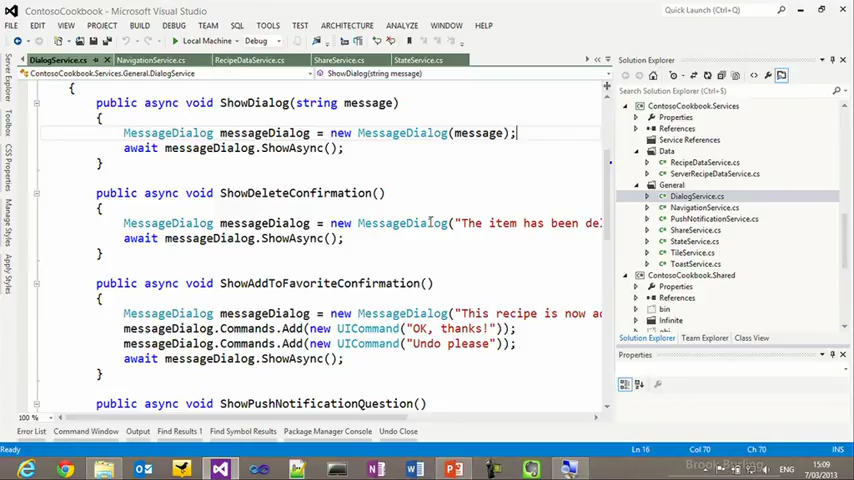 ContosoCookbook - Microsoft Visual Studio
Quick Launch (Ctrl+Q)
FILE EDIT VIEW PROJECT BUILD DEBUG TEAM SQL TOOLS TEST ARCHITECTURE ANALYZE WINDOW HELP
Local Machine Debug
DialogService.cs NavigationService.cs RecipeDataService.cs ShareService.cs StateService.cs
ContosoCookbook.Services.General.DialogService ShowDialog(string message)
{
public async void ShowDialog(string message)
{
MessageDialog messageDialog = new MessageDialog(message);
await messageDialog.ShowAsync();
}
public async void ShowDeleteConfirmation()
{
MessageDialog messageDialog = new MessageDialog("The item has been del
await messageDialog.ShowAsync();
}
public async void ShowAddToFavoriteConfirmation()
{
MessageDialog messageDialog = new MessageDialog("This recipe is now ad
messageDialog.Commands.Add(new UICommand("OK, thanks!"));
messageDialog.Commands.Add(new UICommand("Undo please"));
await messageDialog.ShowAsync();
}
public async void ShowPushNotificationQuestion()
100 %
Server Explorer
Toolbox
CSS Properties
Manage Styles
Apply Styles
Solution Explorer
Search Solution Explorer (Ctrl+;)
ContosoCookbook.Services
Properties
References
Service References
Data
RecipeDataService.cs
ServerRecipeDataService.cs
General
DialogService.cs
NavigationService.cs
PushNotificationService.cs
ShareService.cs
StateService.cs
TileService.cs
ToastService.cs
ContosoCookbook.Shared
Properties
References
bin
Infinite
Solution Explorer Team Explorer Class View
Properties
Error List Breakpoints Output Find Results 1 Find Symbol Results Package Manager Console Undo Close
Ready Ln 16 Col 70 Ch 70 INS
ENG
15:09
7/03/2013